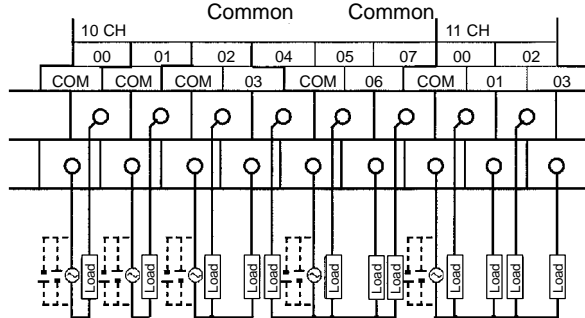 Common Common
10 CH 11 CH
00 01 02 04 05 07 00 02
COM COM COM 03 COM 06 COM 01 03
Load Load Load Load Load Load Load Load Load Load Load Load